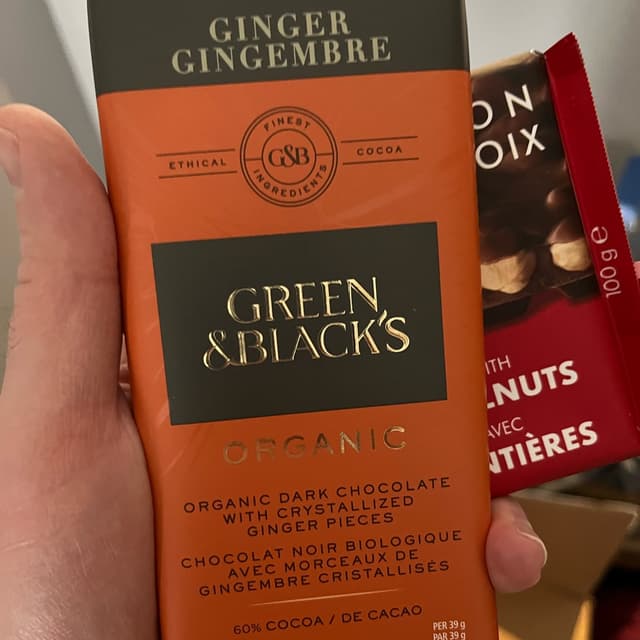 GINGER
GINGEMBRE
FINEST
ETHICAL G&B COCOA
INGREDIENTS
GREEN
&BLACK'S
ORGANIC
ORGANIC DARK CHOCOLATE
WITH CRYSTALLIZED
GINGER PIECES
CHOCOLAT NOIR BIOLOGIQUE
AVEC MORCEAUX DE
GINGEMBRE CRISTALLISÉS
60% COCOA / DE CACAO
PER 39 g
PAR 39 g
ON
OIX
100 g e
ITH
LNUTS
AVEC
NTIÈRES